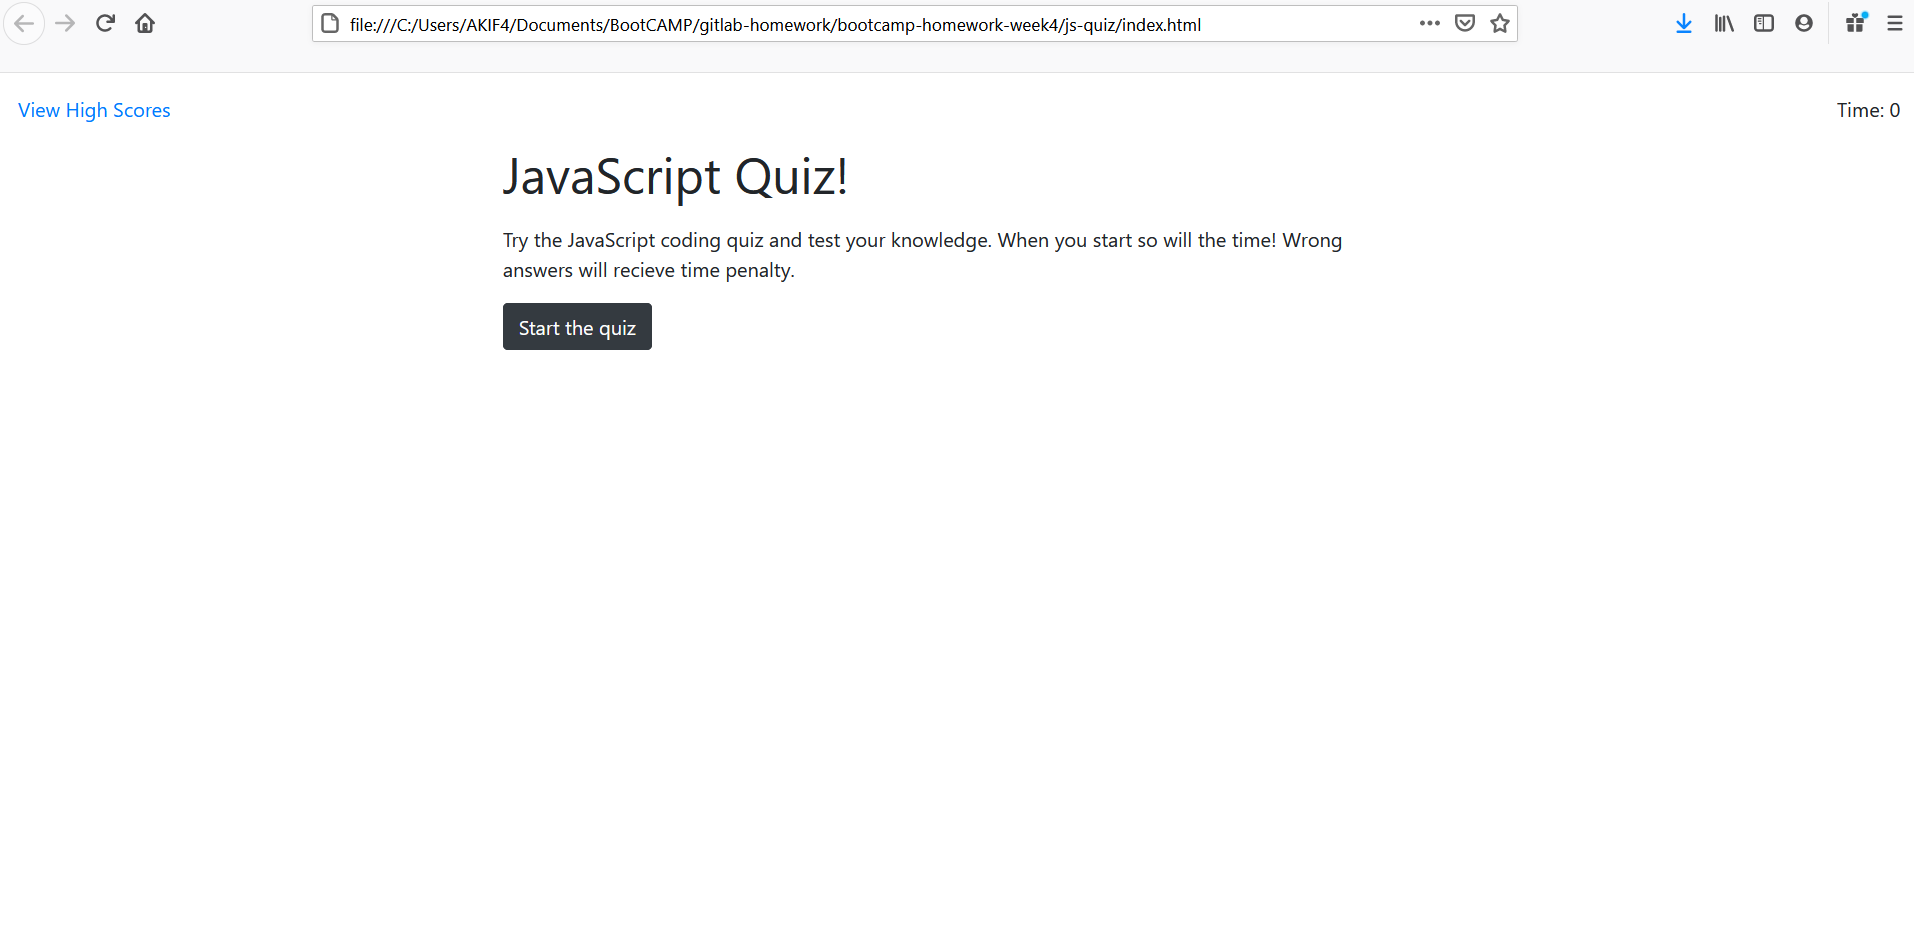 file:///C:/Users/AKIF4/Documents/BootCAMP/gitlab-homework/bootcamp-homework-week4/js-quiz/index.html
View High Scores
Time: 0
JavaScript Quiz!
Try the JavaScript coding quiz and test your knowledge. When you start so will the time! Wrong
answers will recieve time penalty.
Start the quiz